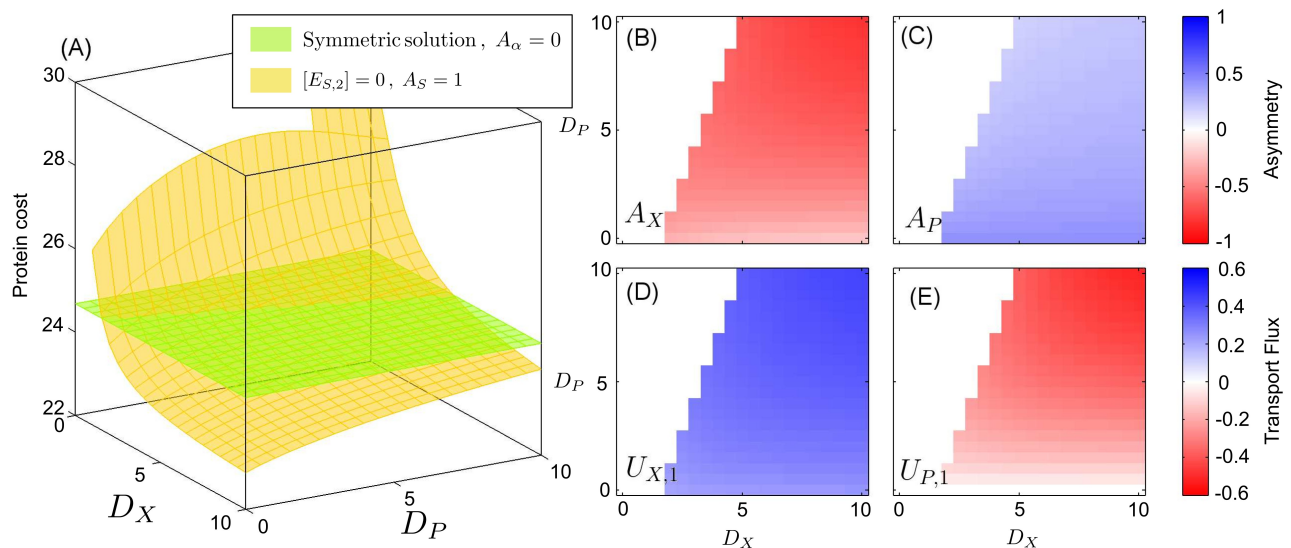 (A)
Symmetric solution , A_α = 0
[E_{S,2}] = 0 , A_S = 1
30
28
26
24
22
Protein cost
0
5
10
D_X
0
5
10
D_P
(B)
A_X
10
5
0
D_P
(C)
A_P
1
0.5
0
-0.5
-1
Asymmetry
(D)
U_{X,1}
10
5
0
D_P
0
5
10
D_X
(E)
U_{P,1}
0
5
10
D_X
0.6
0.4
0.2
0
-0.2
-0.4
-0.6
Transport Flux